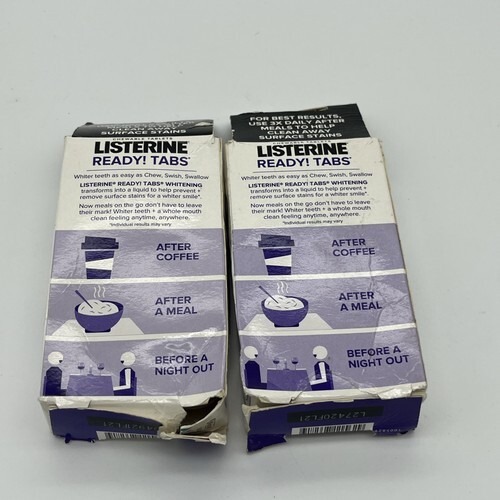 CLEAN AWAY
SURFACE STAINS
CHEWABLE TABLETS
LISTERINE
READY! TABS
Whiter teeth as easy as Chew, Swish, Swallow
LISTERINE® READY! TABS® WHITENING
transforms into a liquid to help prevent +
remove surface stains for a whiter smile*.
Now meals on the go don't have to leave
their mark! Whiter teeth + a whole mouth
clean feeling anytime, anywhere.
*Individual results may vary
AFTER
COFFEE
AFTER
A MEAL
BEFORE A
NIGHT OUT
FOR BEST RESULTS,
USE 3X DAILY AFTER
MEALS TO HELP
CLEAN AWAY
SURFACE STAINS
LISTERINE
READY! TABS
Whiter teeth as easy as Chew, Swish, Swallow
LISTERINE® READY! TABS® WHITENING
transforms into a liquid to help prevent +
remove surface stains for a whiter smile*.
Now meals on the go don't have to leave
their mark! Whiter teeth + a whole mouth
clean feeling anytime, anywhere.
*Individual results may vary
AFTER
COFFEE
AFTER
A MEAL
BEFORE A
NIGHT OUT
L27420FL21